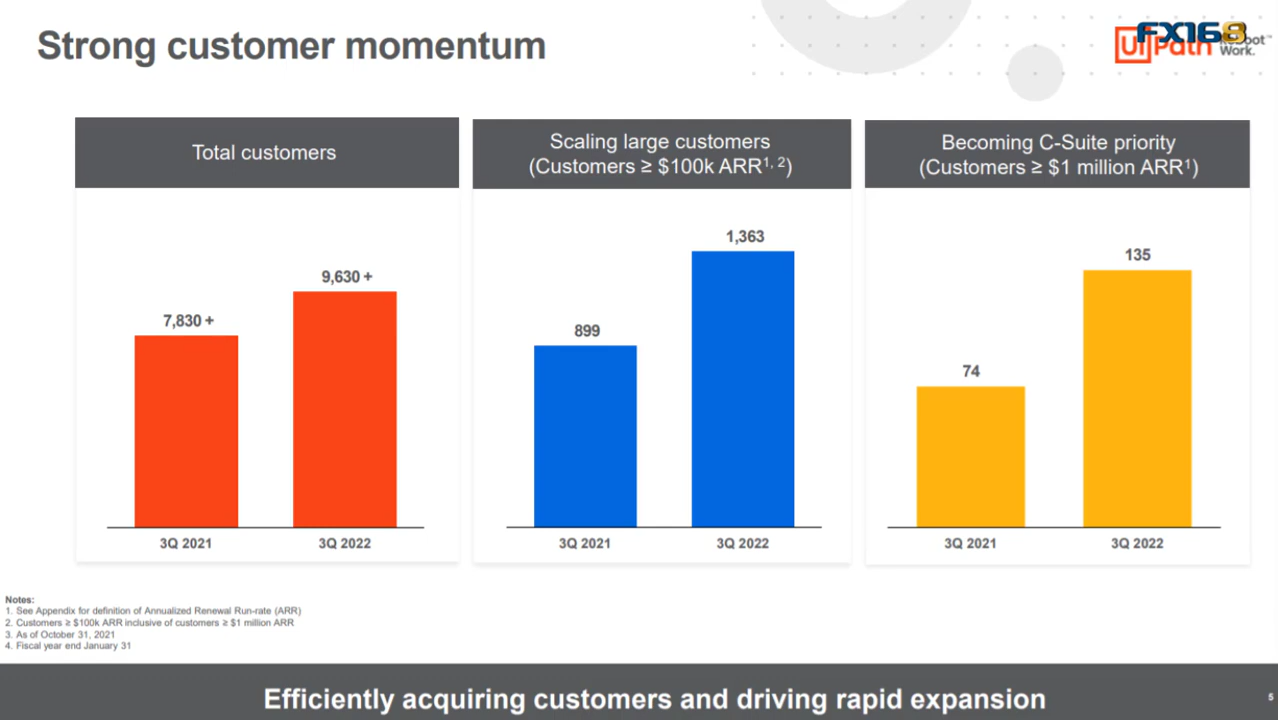 Strong customer momentum
FX168
UiPath
Work.
Total customers
7,830 +
9,630 +
3Q 2021
3Q 2022
Scaling large customers
(Customers ≥ $100k ARR1, 2)
899
1,363
3Q 2021
3Q 2022
Becoming C-Suite priority
(Customers ≥ $1 million ARR1)
74
135
3Q 2021
3Q 2022
Notes:
1. See Appendix for definition of Annualized Renewal Run-rate (ARR)
2. Customers ≥ $100k ARR inclusive of customers ≥ $1 million ARR
3. As of October 31, 2021
4. Fiscal year end January 31
Efficiently acquiring customers and driving rapid expansion
5